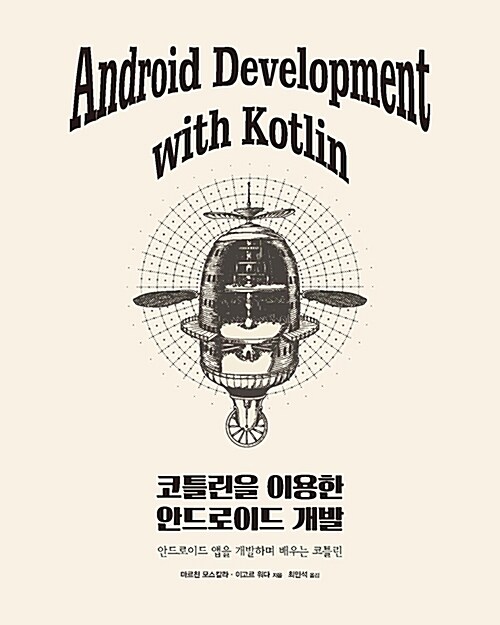 Android Development
with Kotlin
코틀린을 이용한
안드로이드 개발
안드로이드 앱을 개발하며 배우는 코틀린
마르친 모스칼라 · 이고르 워다 지음 최인석 옮김